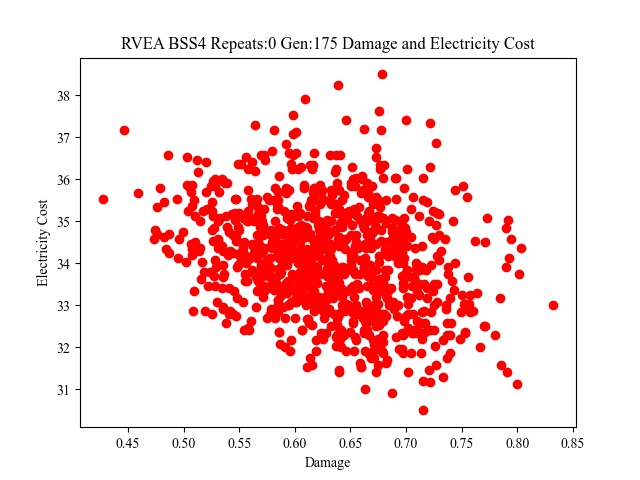 RVEA BSS4 Repeats:0 Gen:175 Damage and Electricity Cost
38
37
36
35
34
33
32
31
Electricity Cost
0.45 0.50 0.55 0.60 0.65 0.70 0.75 0.80 0.85
Damage